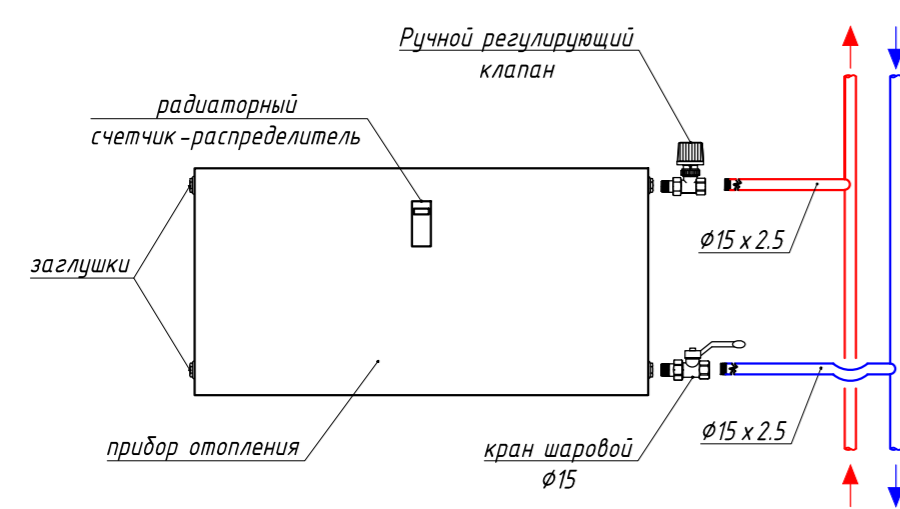 Ручной регулирующий
клапан
радиаторный
счетчик-распределитель
заглушки
Ф15 х 2.5
прибор отопления
кран шаровой
Ф15
Ф15 х 2.5